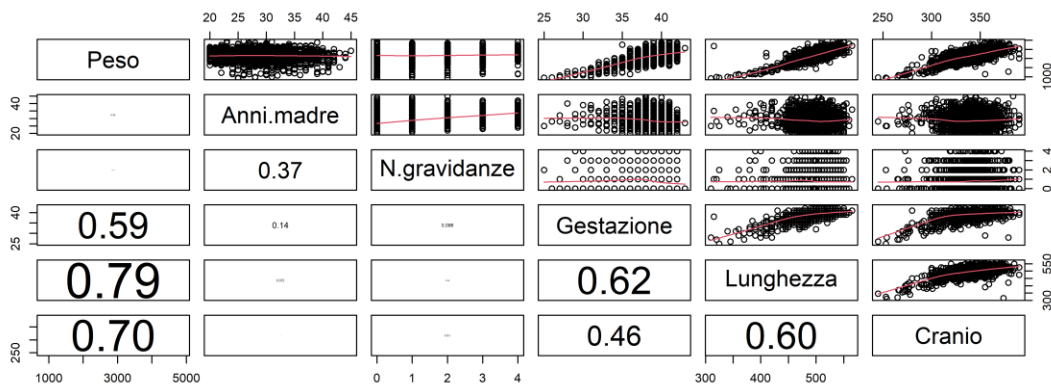 20 25 30 35 40 45 25 30 35 40 250 300 350
Peso 1000
20 40 Anni.madre
0.37 N.gravidanze 0 2 4
25 40 0.59 0.14 Gestazione
0.79 0.62 Lunghezza 300 550
250 0.70 0.46 0.60 Cranio
1000 3000 5000 0 1 2 3 4 300 400 500